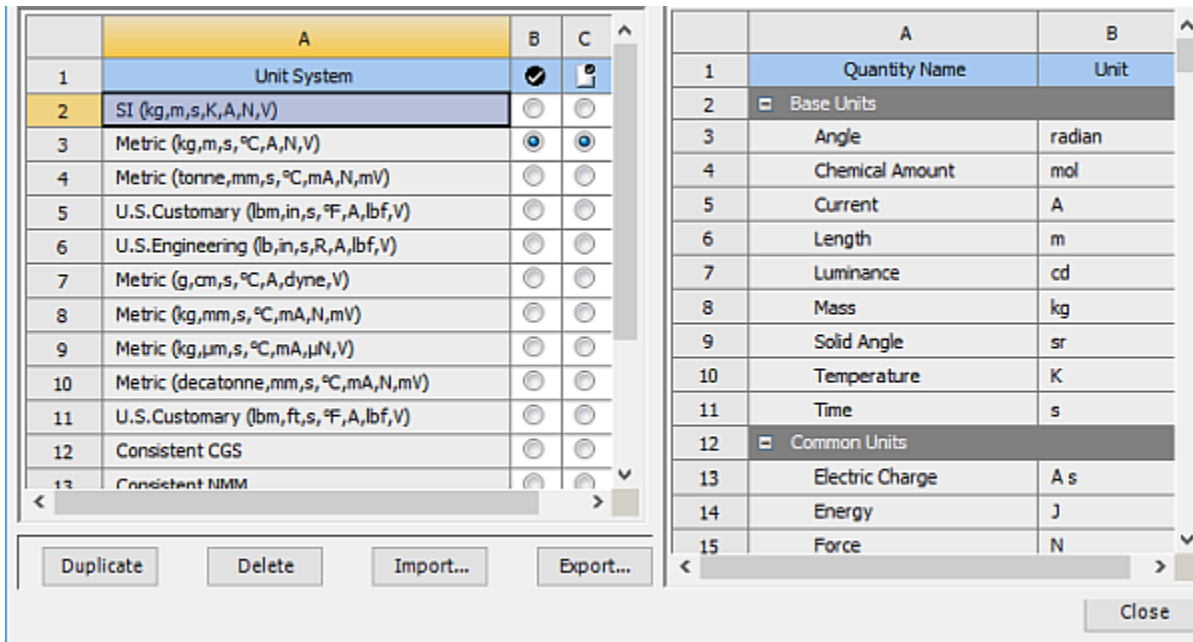 A B C
1 Unit System
2 SI (kg,m,s,K,A,N,V)
3 Metric (kg,m,s,°C,A,N,V)
4 Metric (tonne,mm,s,°C,mA,N,mV)
5 U.S.Customary (lbm,in,s,°F,A,lbf,V)
6 U.S.Engineering (lb,in,s,R,A,lbf,V)
7 Metric (g,cm,s,°C,A,dyne,V)
8 Metric (kg,mm,s,°C,mA,N,mV)
9 Metric (kg,µm,s,°C,mA,µN,V)
10 Metric (decatonne,mm,s,°C,mA,N,mV)
11 U.S.Customary (lbm,ft,s,°F,A,lbf,V)
12 Consistent CGS
13 Consistent NMM
Duplicate Delete Import... Export...
A B
1 Quantity Name Unit
2 Base Units
3 Angle radian
4 Chemical Amount mol
5 Current A
6 Length m
7 Luminance cd
8 Mass kg
9 Solid Angle sr
10 Temperature K
11 Time s
12 Common Units
13 Electric Charge A s
14 Energy J
15 Force N
Close